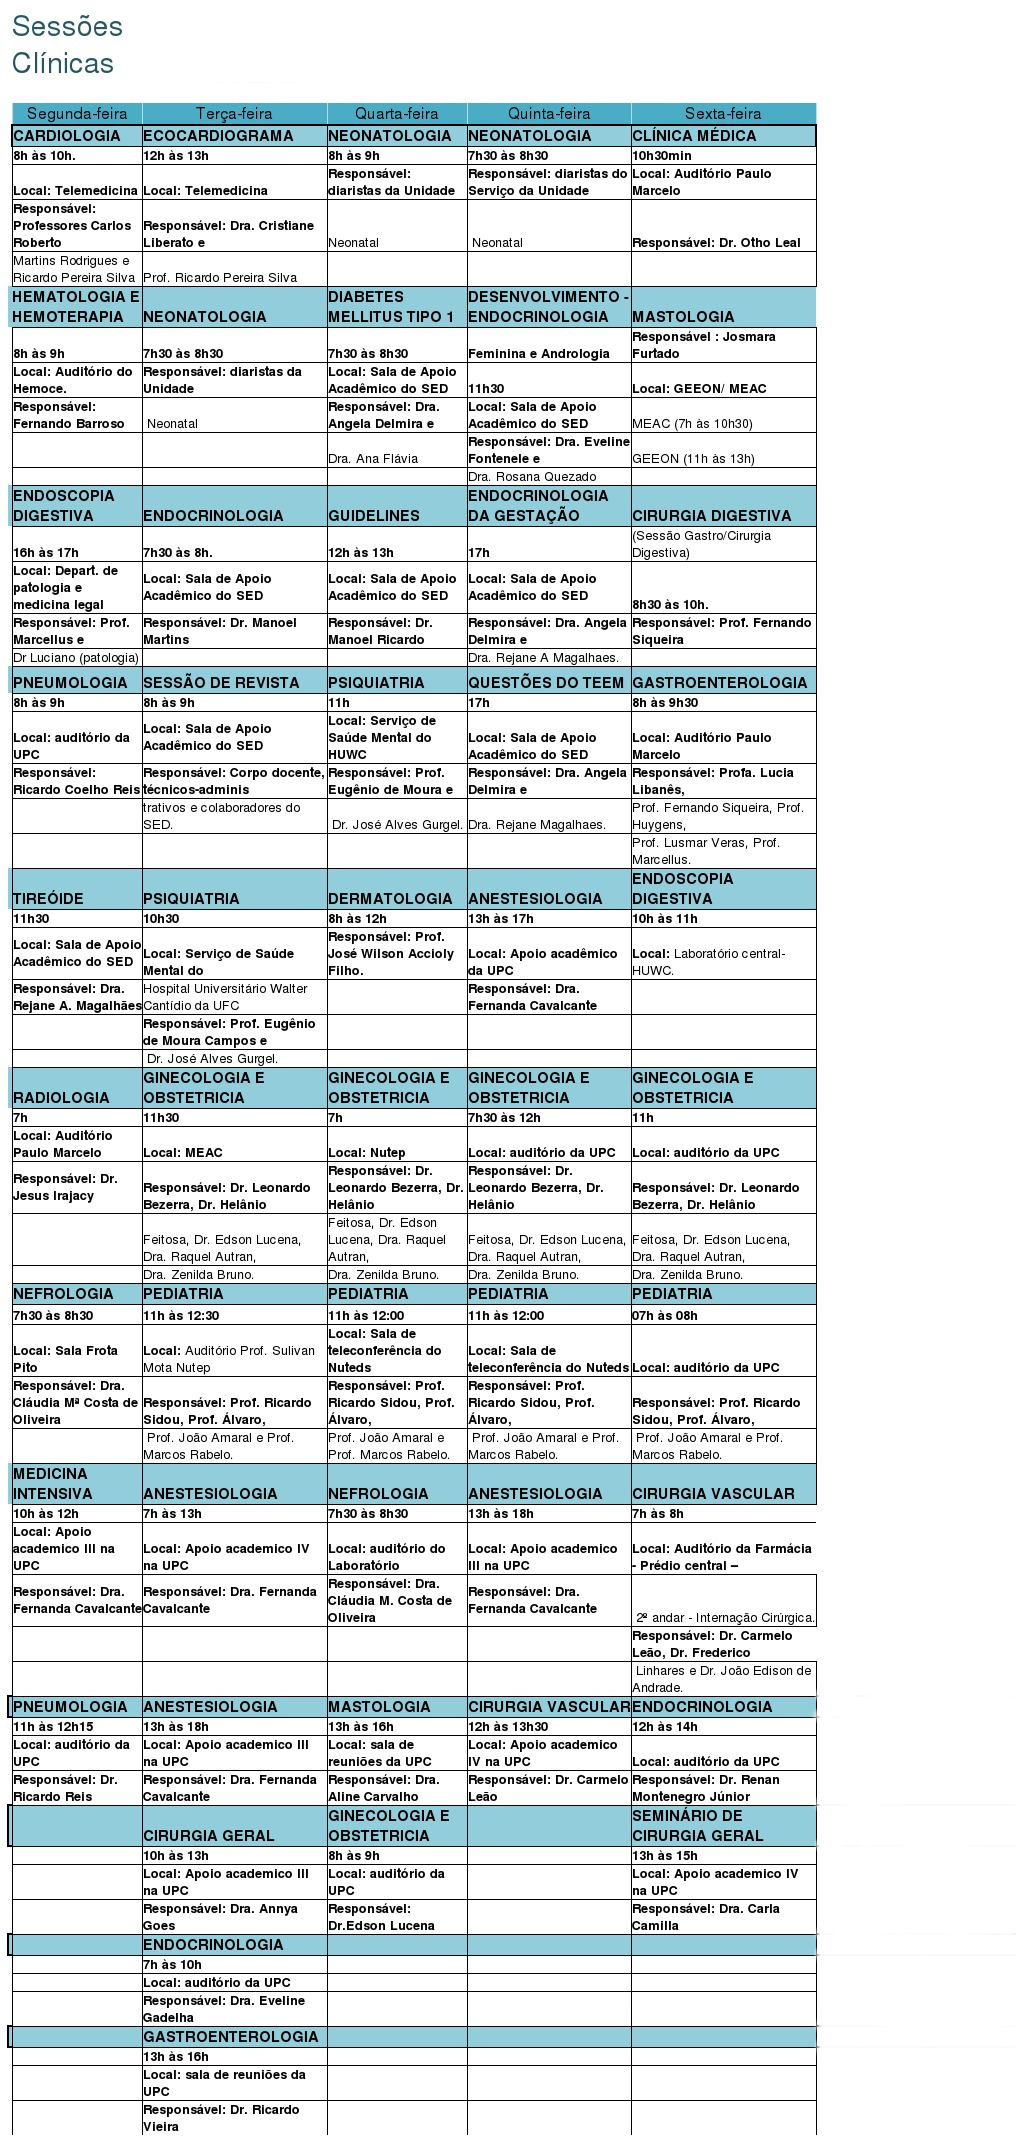 Sessões
Clínicas
Segunda-feira
Terça-feira
Quarta-feira
Quinta-feira
Sexta-feira
CARDIOLOGIA
ECOCARDIOGRAMA
NEONATOLOGIA
NEONATOLOGIA
CLÍNICA MÉDICA
8h às 10h.
12h às 13h
8h às 9h
7h30 às 8h30
10h30min
Local: Telemedicina
Local: Telemedicina
Responsável:
diaristas da Unidade
Responsável: diaristas do
Serviço da Unidade
Local: Auditório Paulo
Marcelo
Responsável:
Professores Carlos
Roberto
Responsável: Dra. Cristiane
Liberato e
Neonatal
Neonatal
Responsável: Dr. Otho Leal
Martins Rodrigues e
Ricardo Pereira Silva
Prof. Ricardo Pereira Silva
HEMATOLOGIA E
HEMOTERAPIA
NEONATOLOGIA
DIABETES
MELLITUS TIPO 1
DESENVOLVIMENTO -
ENDOCRINOLOGIA
MASTOLOGIA
8h às 9h
7h30 às 8h30
7h30 às 8h30
Feminina e Andrologia
Responsável : Josmara
Furtado
Local: Auditório do
Hemoce.
Responsável: diaristas da
Unidade
Local: Sala de Apoio
Acadêmico do SED
11h30
Local: GEEON/ MEAC
Responsável:
Fernando Barroso
Neonatal
Responsável: Dra.
Angela Delmira e
Local: Sala de Apoio
Acadêmico do SED
MEAC (7h às 10h30)
Dra. Ana Flávia
Responsável: Dra. Eveline
Fontenele e
GEEON (11h às 13h)
Dra. Rosana Quezado
ENDOSCOPIA
DIGESTIVA
ENDOCRINOLOGIA
GUIDELINES
ENDOCRINOLOGIA
DA GESTAÇÃO
CIRURGIA DIGESTIVA
16h às 17h
7h30 às 8h.
12h às 13h
17h
(Sessão Gastro/Cirurgia
Digestiva)
Local: Depart. de
patologia e
medicina legal
Local: Sala de Apoio
Acadêmico do SED
Local: Sala de Apoio
Acadêmico do SED
Local: Sala de Apoio
Acadêmico do SED
8h30 às 10h.
Responsável: Prof.
Marcellus e
Responsável: Dr. Manoel
Martins
Responsável: Dr.
Manoel Ricardo
Responsável: Dra. Angela
Delmira e
Responsável: Prof. Fernando
Siqueira
Dr Luciano (patologia)
Dra. Rejane A Magalhaes.
PNEUMOLOGIA
SESSÃO DE REVISTA
PSIQUIATRIA
QUESTÕES DO TEEM
GASTROENTEROLOGIA
8h às 9h
8h às 9h
11h
17h
8h às 9h30
Local: auditório da
UPC
Local: Sala de Apoio
Acadêmico do SED
Local: Serviço de
Saúde Mental do
HUWC
Local: Sala de Apoio
Acadêmico do SED
Local: Auditório Paulo
Marcelo
Responsável:
Ricardo Coelho Reis
Responsável: Corpo docente,
técnicos-adminis
Responsável: Prof.
Eugênio de Moura e
Responsável: Dra. Angela
Delmira e
Responsável: Profa. Lucia
Libanês,
trativos e colaboradores do
SED.
Dr. José Alves Gurgel.
Dra. Rejane Magalhaes.
Prof. Fernando Siqueira, Prof.
Huygens,
Prof. Lusmar Veras, Prof.
Marcellus.
TIREÓIDE
PSIQUIATRIA
DERMATOLOGIA
ANESTESIOLOGIA
ENDOSCOPIA
DIGESTIVA
11h30
10h30
8h às 12h
13h às 17h
10h às 11h
Local: Sala de Apoio
Acadêmico do SED
Local: Serviço de Saúde
Mental do
Responsável: Prof.
José Wilson Accioly
Filho.
Local: Apoio acadêmico
da UPC
Local: Laboratório central-
HUWC.
Responsável: Dra.
Rejane A. Magalhães
Hospital Universitário Walter
Cantídio da UFC
Responsável: Dra.
Fernanda Cavalcante
Responsável: Prof. Eugênio
de Moura Campos e
Dr. José Alves Gurgel.
RADIOLOGIA
GINECOLOGIA E
OBSTETRICIA
GINECOLOGIA E
OBSTETRICIA
GINECOLOGIA E
OBSTETRICIA
GINECOLOGIA E
OBSTETRICIA
7h
11h30
7h
7h30 às 12h
11h
Local: Auditório
Paulo Marcelo
Local: MEAC
Local: Nutep
Local: auditório da UPC
Local: auditório da UPC
Responsável: Dr.
Jesus Irajacy
Responsável: Dr. Leonardo
Bezerra, Dr. Helânio
Responsável: Dr.
Leonardo Bezerra, Dr.
Helânio
Responsável: Dr.
Leonardo Bezerra, Dr.
Helânio
Responsável: Dr. Leonardo
Bezerra, Dr. Helânio
Feitosa, Dr. Edson Lucena,
Dra. Raquel Autran,
Feitosa, Dr. Edson
Lucena, Dra. Raquel
Autran,
Feitosa, Dr. Edson Lucena,
Dra. Raquel Autran,
Feitosa, Dr. Edson Lucena,
Dra. Raquel Autran,
Dra. Zenilda Bruno.
Dra. Zenilda Bruno.
Dra. Zenilda Bruno.
Dra. Zenilda Bruno.
NEFROLOGIA
PEDIATRIA
PEDIATRIA
PEDIATRIA
PEDIATRIA
7h30 às 8h30
11h às 12:30
11h às 12:00
11h às 12:00
07h às 08h
Local: Sala Frota
Pito
Local: Auditório Prof. Sulivan
Mota Nutep
Local: Sala de
teleconferência do
Nuteds
Local: Sala de
teleconferência do Nuteds
Local: auditório da UPC
Responsável: Dra.
Cláudia Mª Costa de
Oliveira
Responsável: Prof. Ricardo
Sidou, Prof. Álvaro,
Responsável: Prof.
Ricardo Sidou, Prof.
Álvaro,
Responsável: Prof.
Ricardo Sidou, Prof.
Álvaro,
Responsável: Prof. Ricardo
Sidou, Prof. Álvaro,
Prof. João Amaral e Prof.
Marcos Rabelo.
Prof. João Amaral e
Prof. Marcos Rabelo.
Prof. João Amaral e Prof.
Marcos Rabelo.
Prof. João Amaral e Prof.
Marcos Rabelo.
MEDICINA
INTENSIVA
ANESTESIOLOGIA
NEFROLOGIA
ANESTESIOLOGIA
CIRURGIA VASCULAR
10h às 12h
7h às 13h
7h30 às 8h30
13h às 18h
7h às 8h
Local: Apoio
academico III na
UPC
Local: Apoio academico IV
na UPC
Local: auditório do
Laboratório
Local: Apoio academico
III na UPC
Local: Auditório da Farmácia
- Prédio central –
Responsável: Dra.
Fernanda Cavalcante
Responsável: Dra. Fernanda
Cavalcante
Responsável: Dra.
Cláudia M. Costa de
Oliveira
Responsável: Dra.
Fernanda Cavalcante
2º andar - Internação Cirúrgica.
Responsável: Dr. Carmelo
Leão, Dr. Frederico
Linhares e Dr. João Edison de
Andrade.
PNEUMOLOGIA
ANESTESIOLOGIA
MASTOLOGIA
CIRURGIA VASCULAR
ENDOCRINOLOGIA
11h às 12h15
13h às 18h
13h às 16h
12h às 13h30
12h às 14h
Local: auditório da
UPC
Local: Apoio academico III
na UPC
Local: sala de
reuniões da UPC
Local: Apoio academico
IV na UPC
Local: auditório da UPC
Responsável: Dr.
Ricardo Reis
Responsável: Dra. Fernanda
Cavalcante
Responsável: Dra.
Aline Carvalho
Responsável: Dr. Carmelo
Leão
Responsável: Dr. Renan
Montenegro Júnior
CIRURGIA GERAL
GINECOLOGIA E
OBSTETRICIA
SEMINÁRIO DE
CIRURGIA GERAL
10h às 13h
8h às 9h
13h às 15h
Local: Apoio academico III
na UPC
Local: auditório da
UPC
Local: Apoio academico IV
na UPC
Responsável: Dra. Annya
Goes
Responsável:
Dr.Edson Lucena
Responsável: Dra. Carla
Camilla
ENDOCRINOLOGIA
7h às 10h
Local: auditório da UPC
Responsável: Dra. Eveline
Gadelha
GASTROENTEROLOGIA
13h às 16h
Local: sala de reuniões da
UPC
Responsável: Dr. Ricardo
Vieira